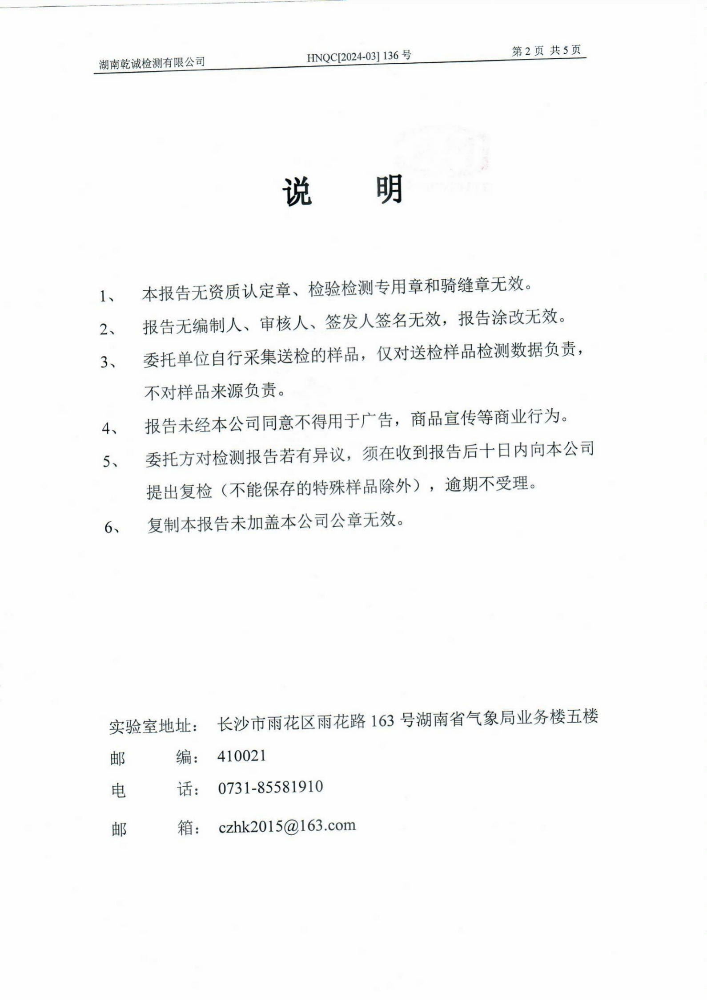 湖南乾诚检测有限公司 HNQC[2024-03] 136 号 第 2 页 共 5 页
说 明
1、 本报告无资质认定章、检验检测专用章和骑缝章无效。
2、 报告无编制人、审核人、签发人签名无效，报告涂改无效。
3、 委托单位自行采集送检的样品，仅对送检样品检测数据负责，
不对样品来源负责。
4、 报告未经本公司同意不得用于广告，商品宣传等商业行为。
5、 委托方对检测报告若有异议，须在收到报告后十日内向本公司
提出复检（不能保存的特殊样品除外），逾期不受理。
6、 复制本报告未加盖本公司公章无效。
实验室地址： 长沙市雨花区雨花路 163 号湖南省气象局业务楼五楼
邮 编： 410021
电 话： 0731-85581910
邮 箱： czhk2015@163.com